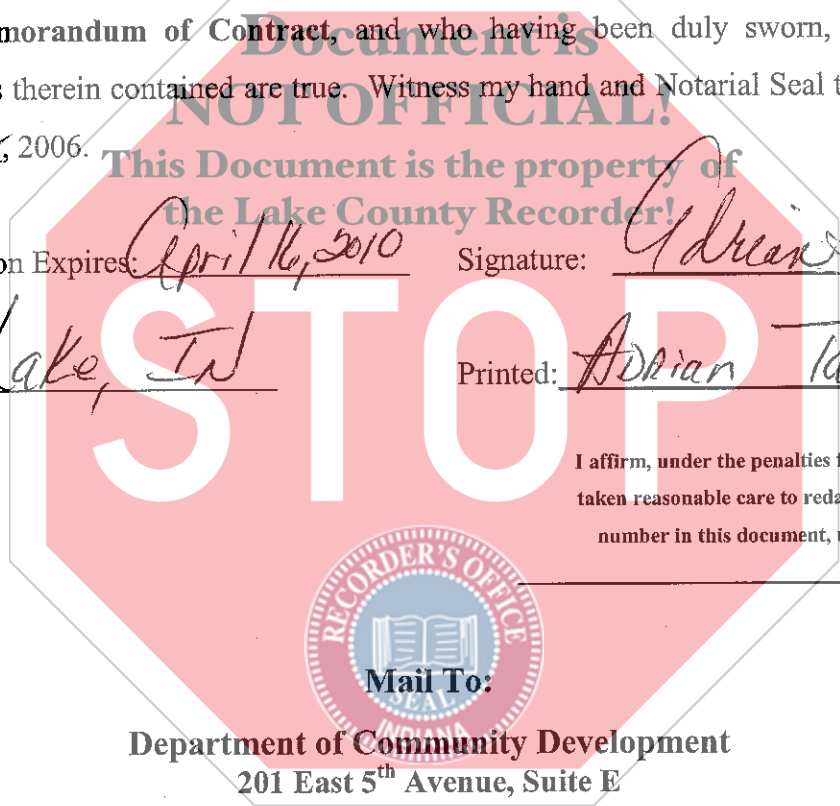 morandum of Contract, and who having been duly sworn,
Document is
therein contained are true. Witness my hand and Notarial Seal
NOT OFFICIAL!
, 2006.
This Document is the property of
the Lake County Recorder!
on Expires: April 16, 2010 Signature: Adrian
Lake, IN Printed: Adrian
STOP
I affirm, under the penalties
taken reasonable care to reda
number in this document,
RECORDER'S OFFICE
SEAL
INDIANA
Mail To:
Department of Community Development
201 East 5th Avenue, Suite E